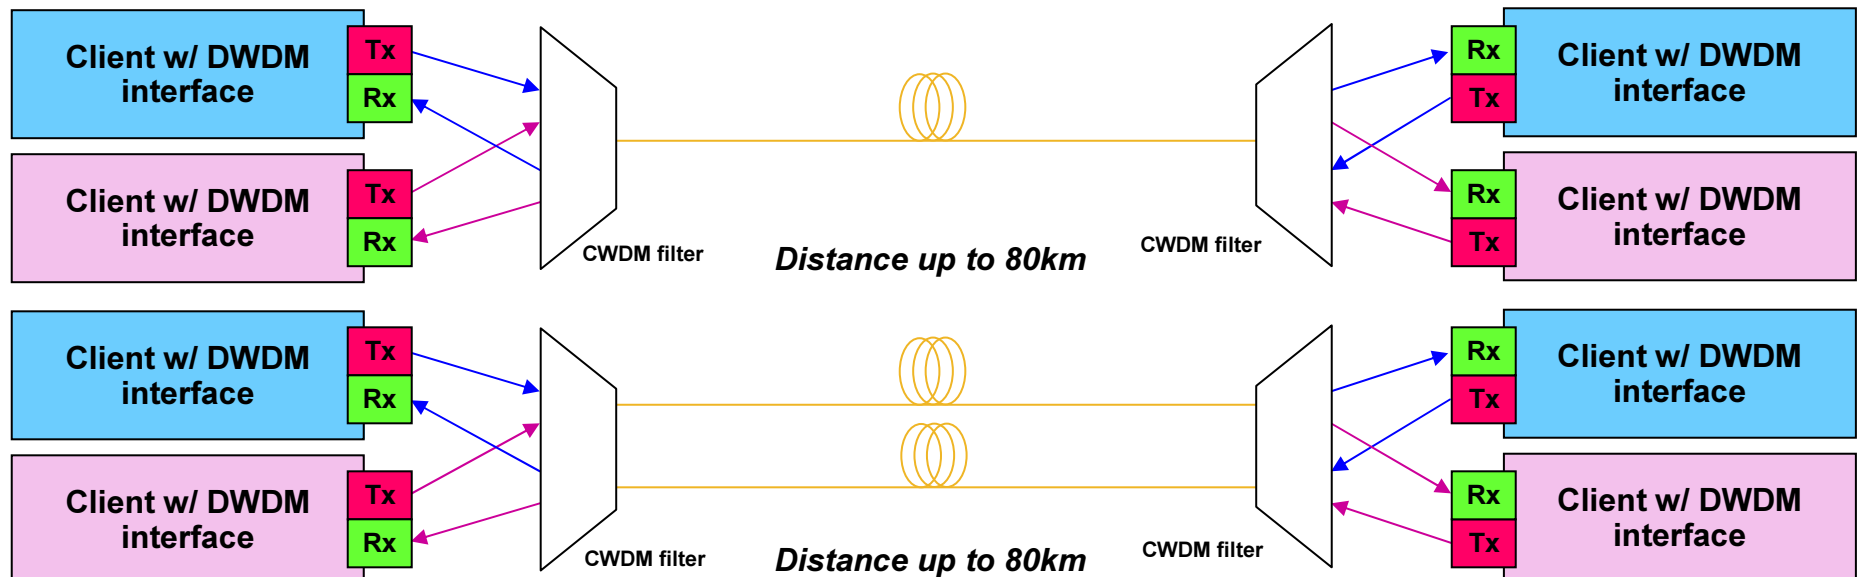 Client w/ DWDM
interface
Tx
Rx
Rx
Tx
Client w/ DWDM
interface
Client w/ DWDM
interface
Tx
Rx
Rx
Tx
Client w/ DWDM
interface
CWDM filter
Distance up to 80km
CWDM filter
Client w/ DWDM
interface
Tx
Rx
Rx
Tx
Client w/ DWDM
interface
Client w/ DWDM
interface
Tx
Rx
Rx
Tx
Client w/ DWDM
interface
CWDM filter
Distance up to 80km
CWDM filter